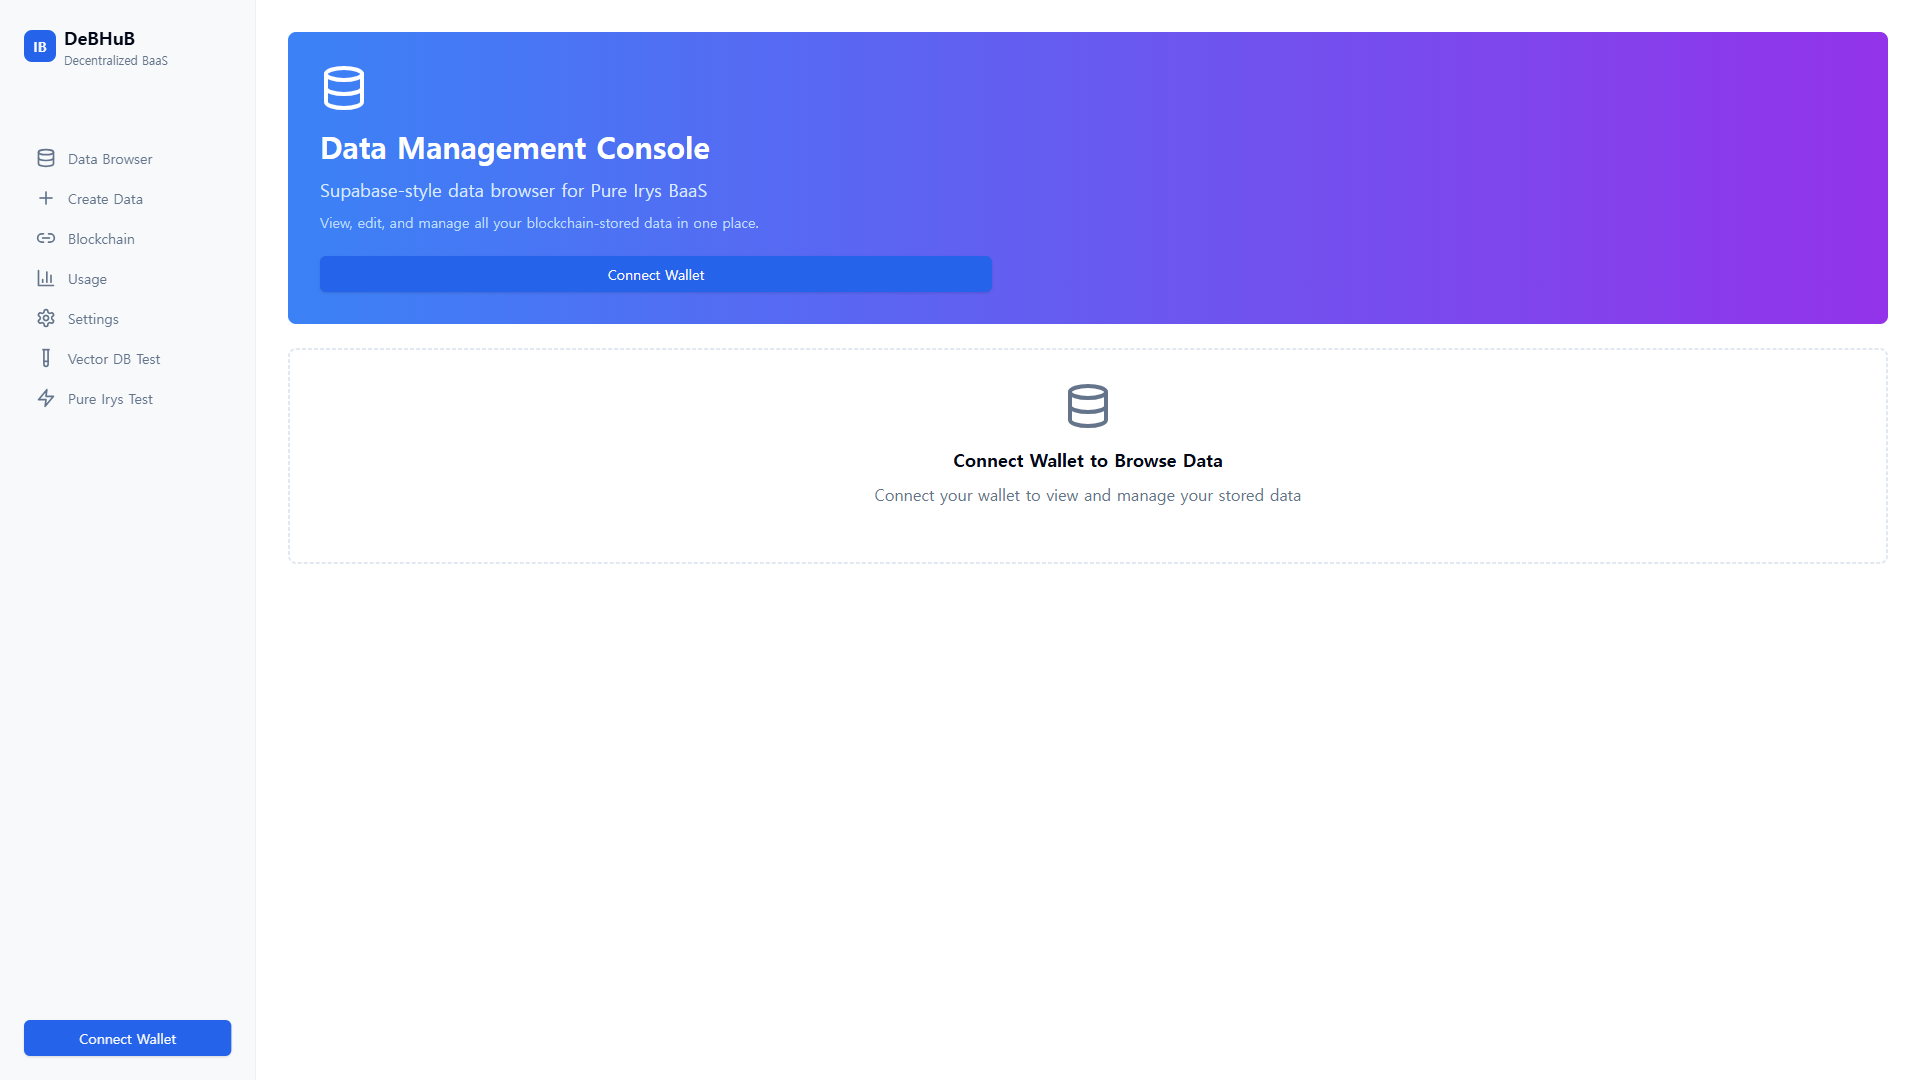 IB
DeBHuB
Decentralized BaaS
Data Browser
Create Data
Blockchain
Usage
Settings
Vector DB Test
Pure Irys Test
Connect Wallet
Data Management Console
Supabase-style data browser for Pure Irys BaaS
View, edit, and manage all your blockchain-stored data in one place.
Connect Wallet
Connect Wallet to Browse Data
Connect your wallet to view and manage your stored data